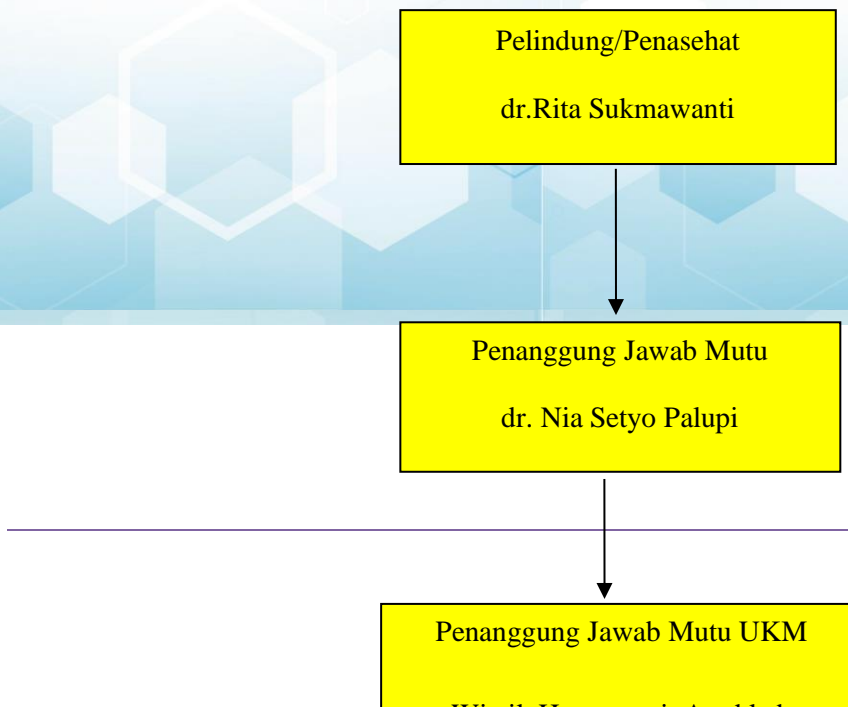 Pelindung/Penasehat
dr.Rita Sukmawanti
Penanggung Jawab Mutu
dr. Nia Setyo Palupi
Penanggung Jawab Mutu UKM